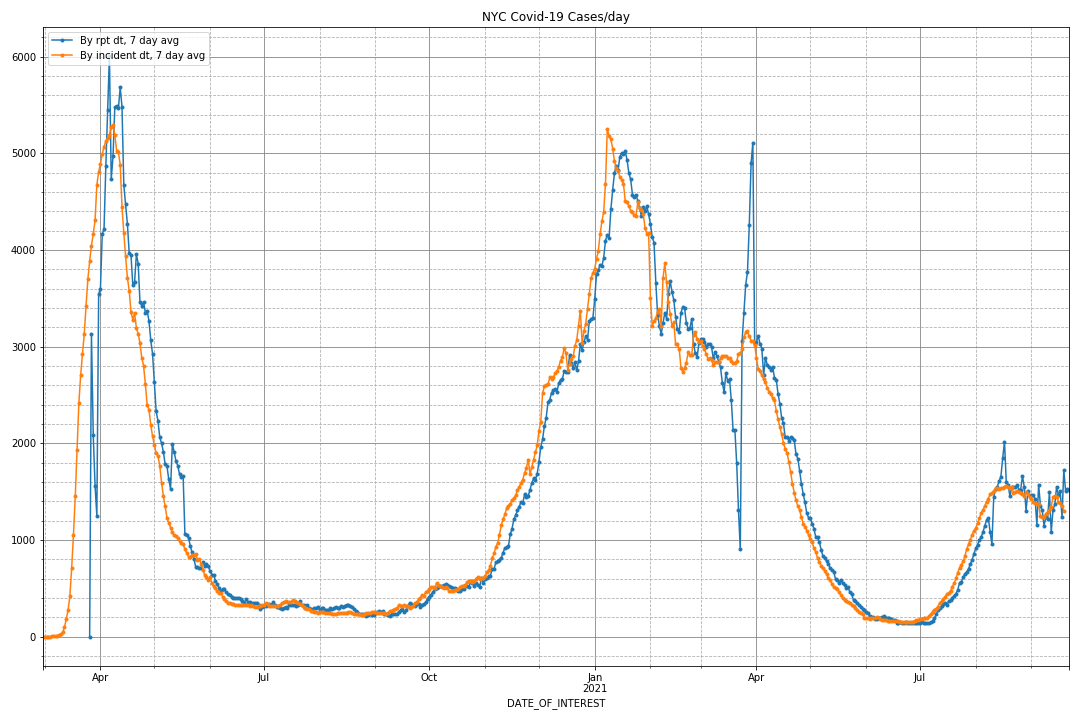 NYC Covid-19 Cases/day
By rpt dt, 7 day avg
By incident dt, 7 day avg
6000
5000
4000
3000
2000
1000
0
Apr
Jul
Oct
Jan
2021
Apr
Jul
DATE_OF_INTEREST